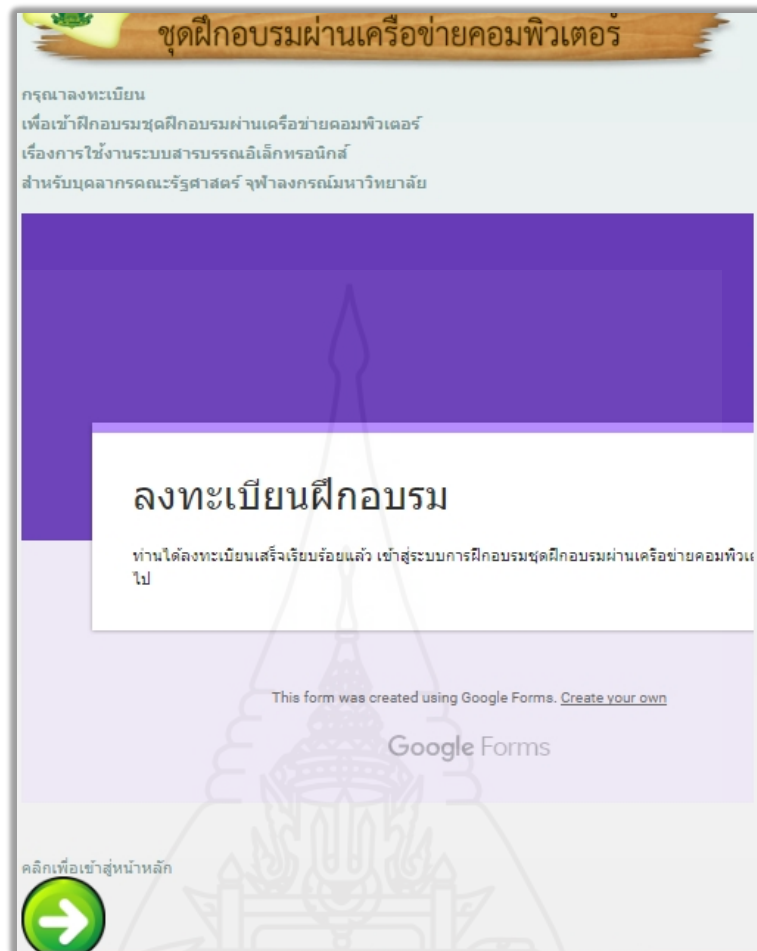 ชุดฝึกอบรมผ่านเครือข่ายคอมพิวเตอร์
กรุณาลงทะเบียน
เพื่อเข้าฝึกอบรมชุดฝึกอบรมผ่านเครือข่ายคอมพิวเตอร์
เรื่องการใช้งานระบบสารบรรณอิเล็กทรอนิกส์
สำหรับบุคลากรคณะรัฐศาสตร์ จุฬาลงกรณ์มหาวิทยาลัย
ลงทะเบียนฝึกอบรม
ท่านได้ลงทะเบียนเสร็จเรียบร้อยแล้ว เข้าสู่ระบบการฝึกอบรมชุดฝึกอบรมผ่านเครือข่ายคอมพิวเ
ไป
This form was created using Google Forms. Create your own
Google Forms
คลิกเพื่อเข้าสู่หน้าหลัก